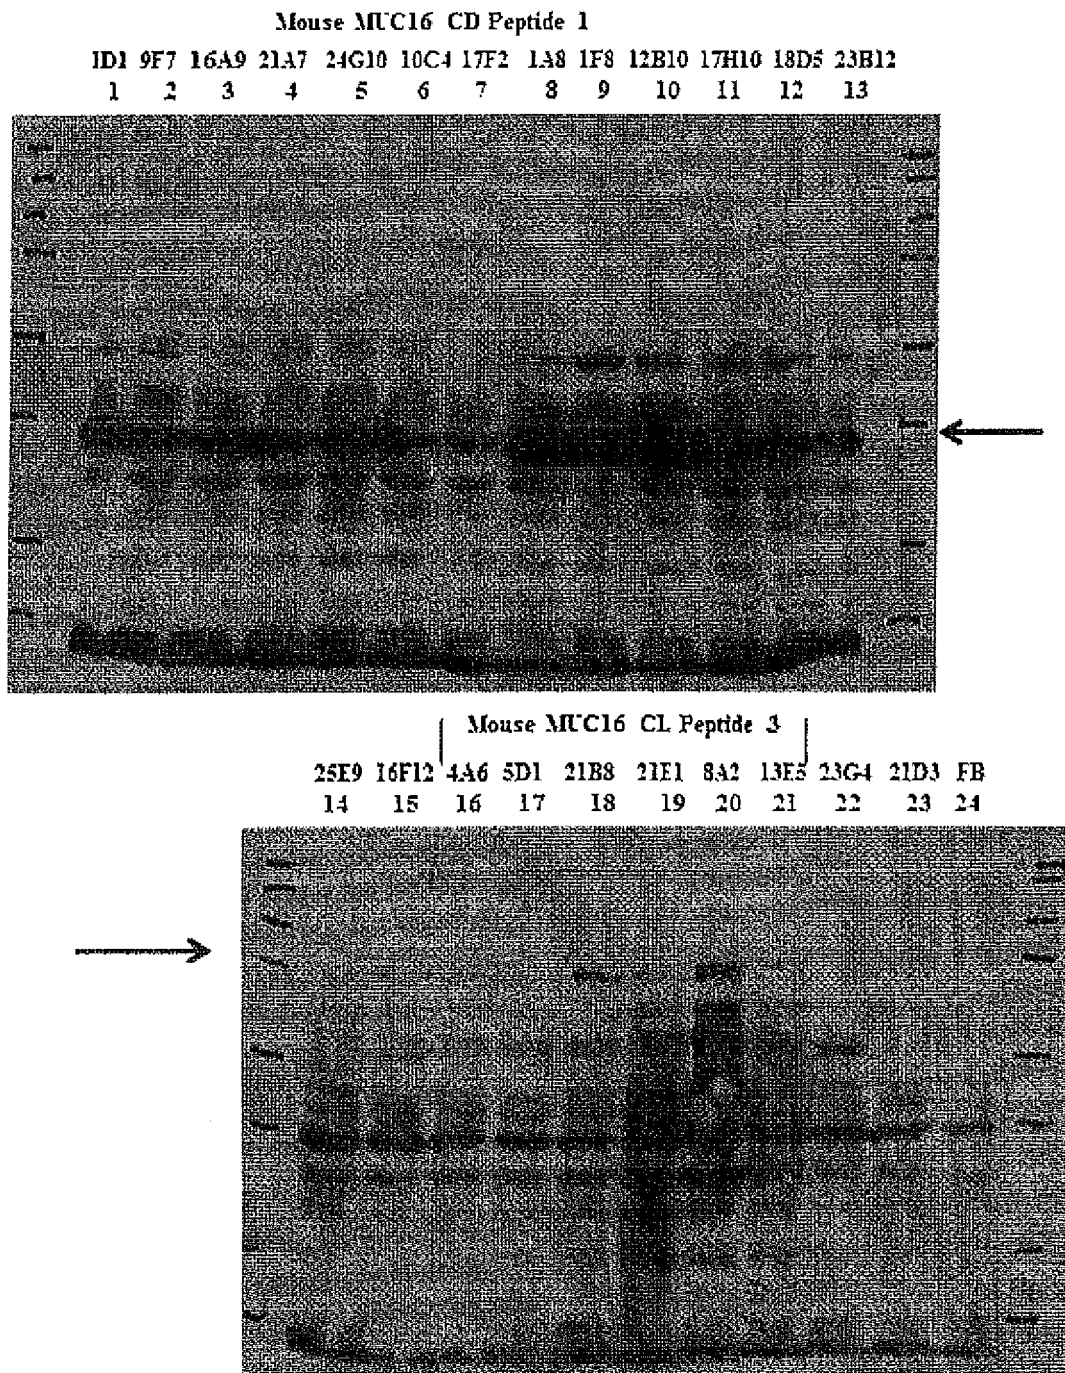 Mouse MUC16 CD Peptide 1
1D1 9F7 16A9 21A7 24G10 10C4 17F2 1A8 1F8 12B10 17H10 18D5 23B12
1 2 3 4 5 6 7 8 9 10 11 12 13
Mouse MUC16 CL Peptide 3
25E9 16F12 4A6 5D1 21B8 21E1 8A2 13E5 23G4 21D3 FB
14 15 16 17 18 19 20 21 22 23 24